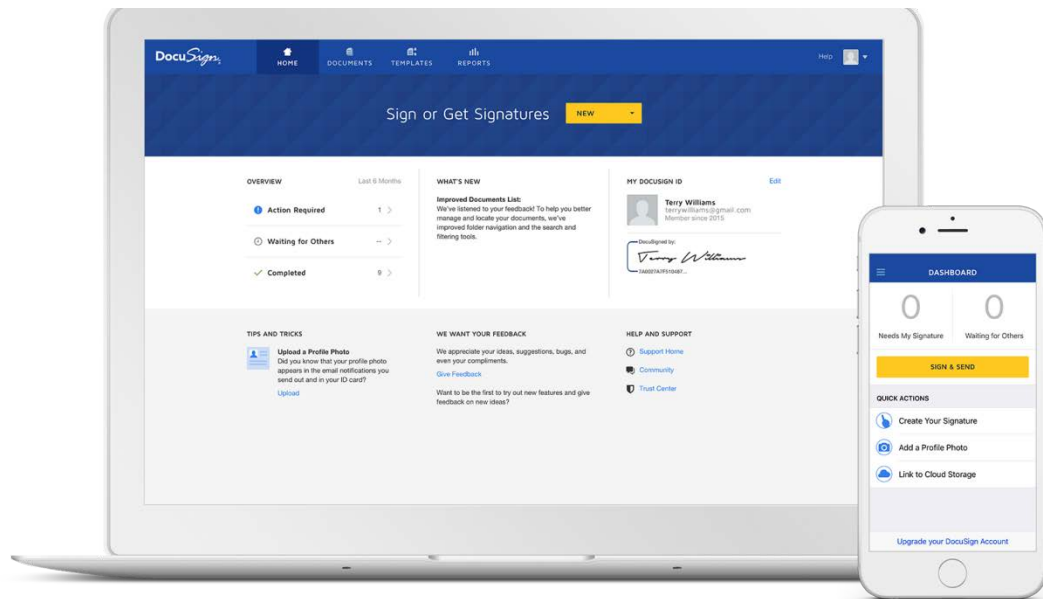 DocuSign
HOME
DOCUMENTS
TEMPLATES
REPORTS
Help
Sign or Get Signatures
NEW
OVERVIEW
Last 6 Months
Action Required 1
Waiting for Others --
Completed
WHAT'S NEW
Improved Documents List:
We've listened to your feedback! To help you better
manage and locate your documents, we've
improved folder navigation and the search and
filtering tools.
MY DOCUSIGN ID
Edit
Terry Williams
terrywilliams@gmail.com
Member since 2015
DocuSigned by:
Terry Williams
TIPS AND TRICKS
Upload a Profile Photo
Did you know that your profile photo
appears in the email notifications you
send out and in your ID card?
Upload
WE WANT YOUR FEEDBACK
We appreciate your ideas, suggestions, bugs, and
even your compliments.
Give Feedback
Want to be the first to try out new features and give
feedback on new ideas?
HELP AND SUPPORT
Support Home
Community
Trust Center
DASHBOARD
0 0
Needs My Signature Waiting for Others
SIGN & SEND
QUICK ACTIONS
Create Your Signature
Add a Profile Photo
Link to Cloud Storage
Upgrade your DocuSign Account